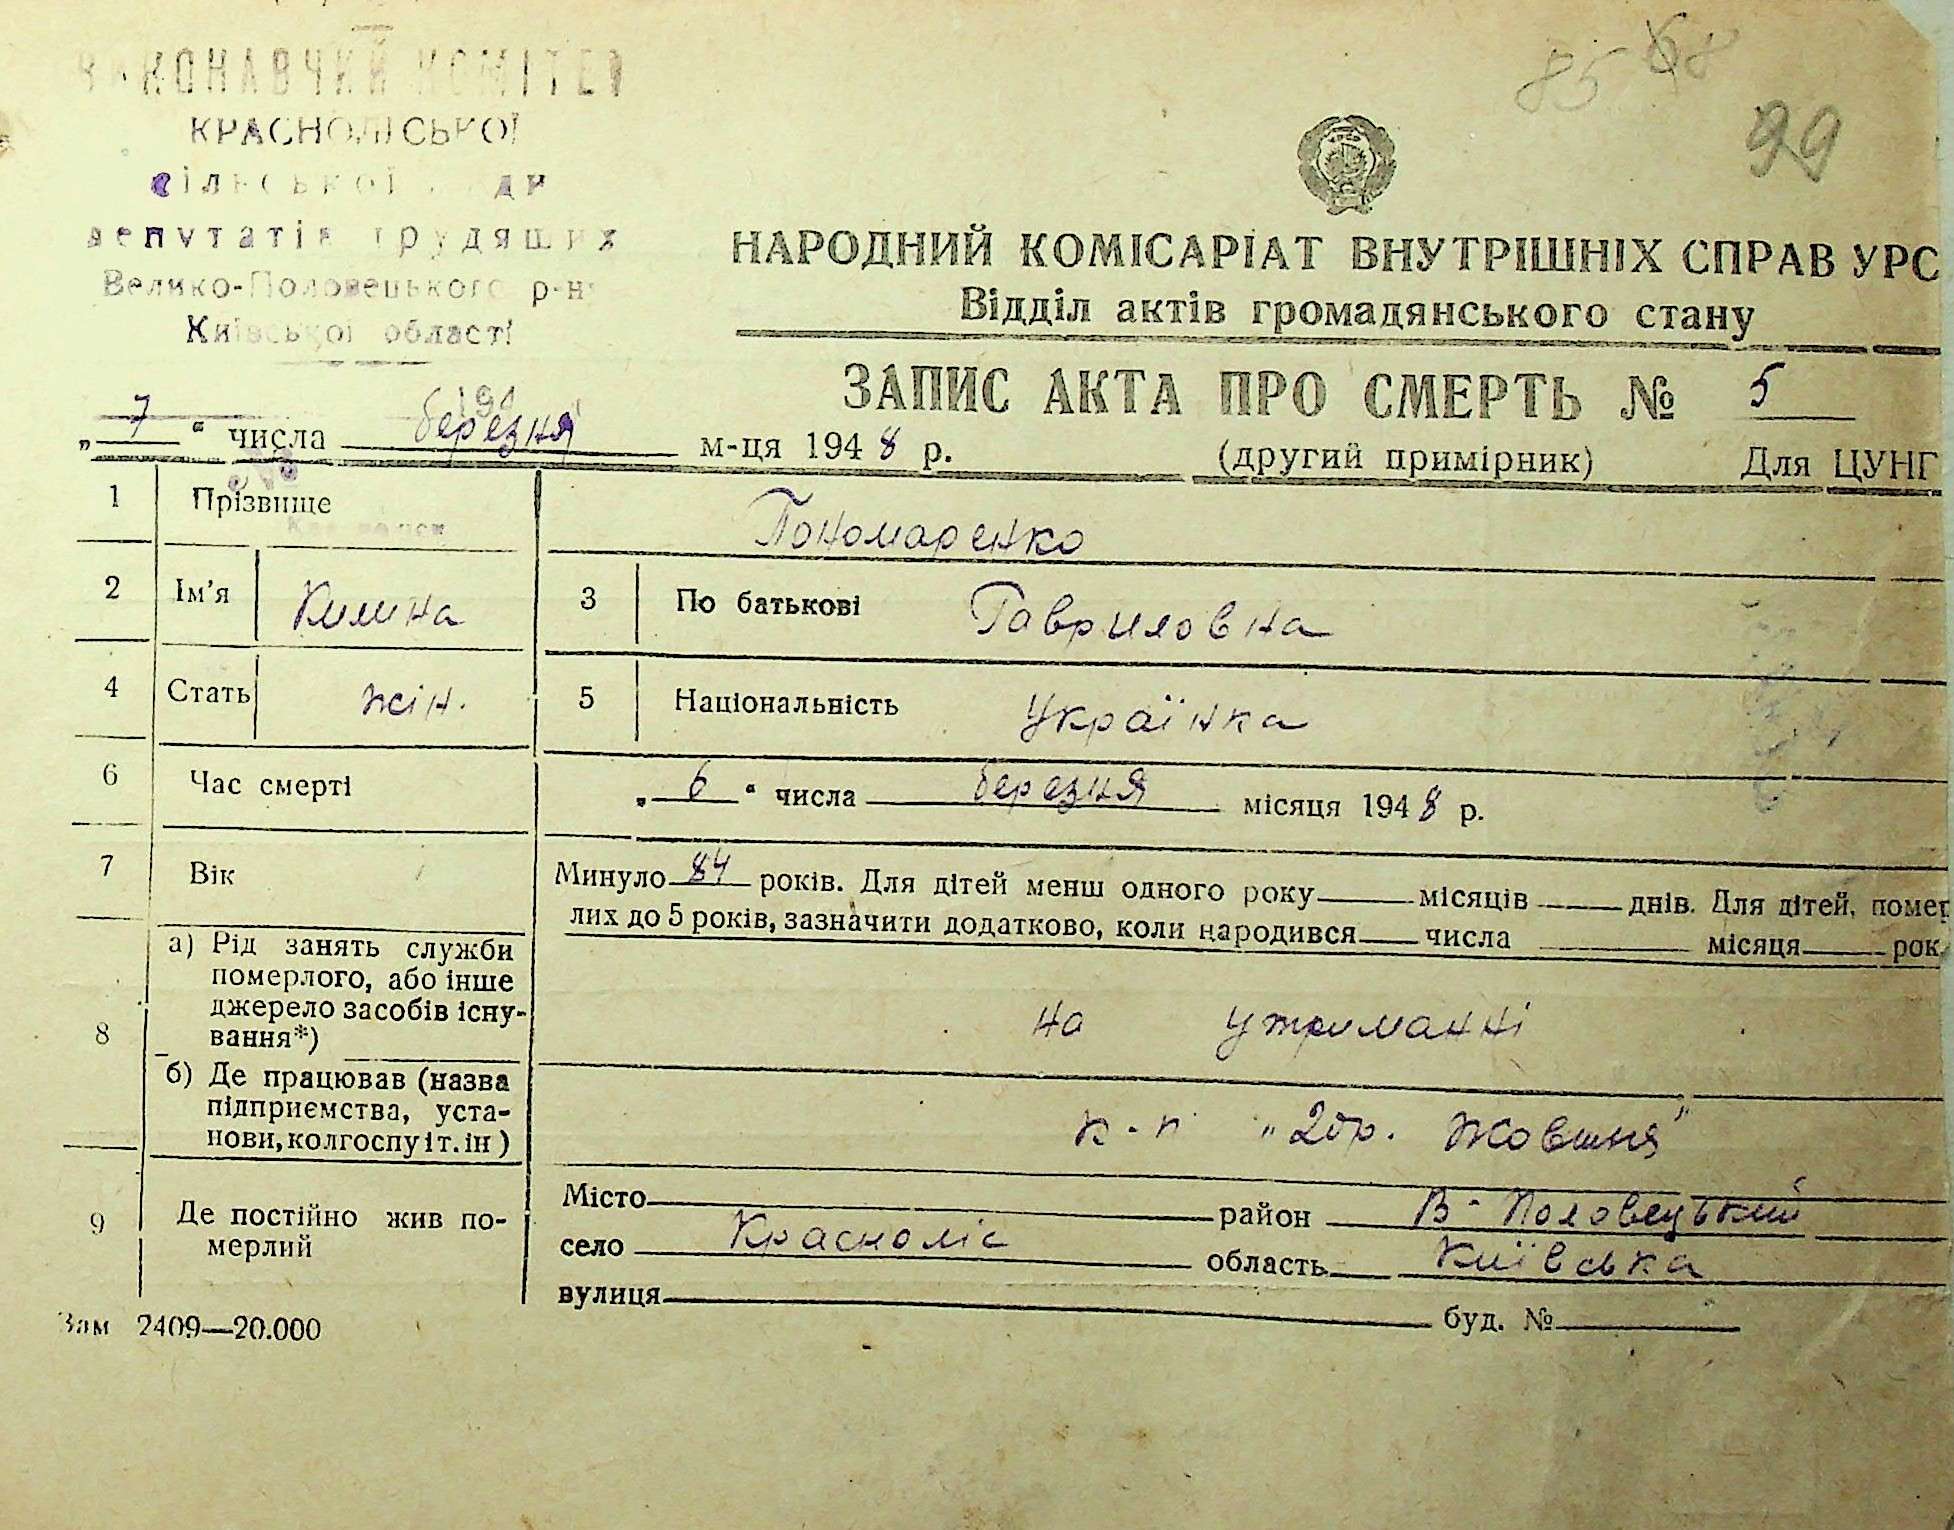 ВИКОНАВЧИЙ КОМІТЕТ
КРАСНОЛІСЬКОЇ
сільської ради
депутатів трудящих
Велико-Половецького р-ну
Київської області
194
85 68
99
НАРОДНИЙ КОМІСАРІАТ ВНУТРІШНІХ СПРАВ УРС
Відділ актів громадянського стану
ЗАПИС АКТА ПРО СМЕРТЬ № 5
„7“ числа березня м-ця 1948 р. (другий примірник) Для ЦУНГ
1 Прізвище Пономаренко
2 Ім’я Килина 3 По батькові Гавриловна
4 Стать жін. 5 Національність Українка
6 Час смерті „6“ числа березня місяця 1948 р.
7 Вік Минуло 84 років. Для дітей менш одного року місяців днів. Для дітей, помер
лих до 5 років, зазначити додатково, коли народився числа місяця рок
8 а) Рід занять служби
померлого, або інше
джерело засобів існу-
вання*) на утриманні
б) Де працював (назва
підприємства, уста-
нови, колгоспу і т. ін ) к-п „ Жовтня”
9 Де постійно жив по-
мерлий
Місто район В-Половецький
село Красноліс область Київська
вулиця буд. №
Зам 2409—20.000